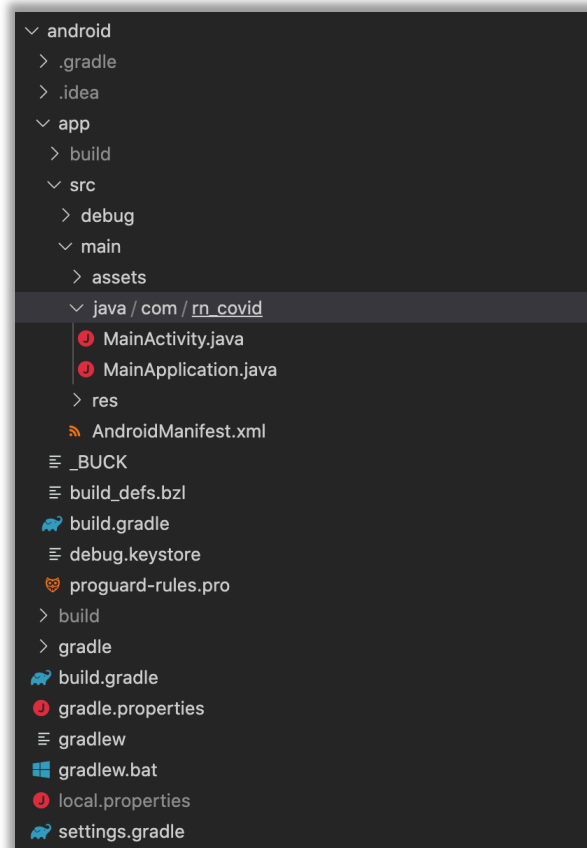 android
.gradle
.idea
app
build
src
debug
main
assets
java / com / rn_covid
MainActivity.java
MainApplication.java
res
AndroidManifest.xml
_BUCK
build_defs.bzl
build.gradle
debug.keystore
proguard-rules.pro
build
gradle
build.gradle
gradle.properties
gradlew
gradlew.bat
local.properties
settings.gradle